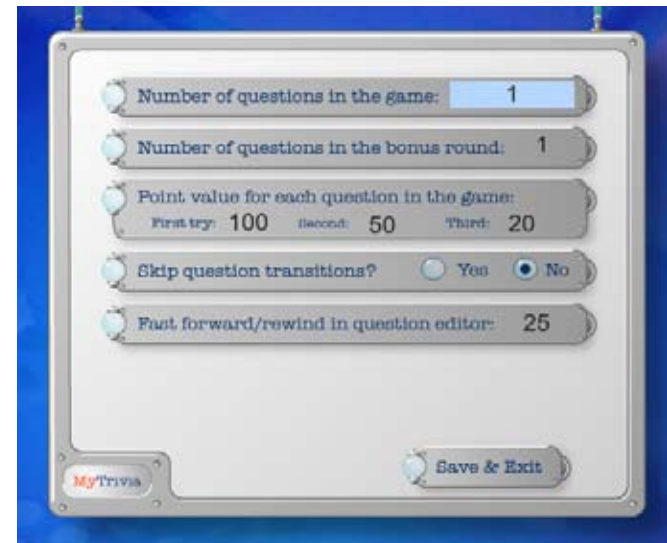 Number of questions in the game: 1
Number of questions in the bonus round: 1
Point value for each question in the game:
First try: 100 Second: 50 Third: 20
Skip question transitions? Yes No
Fast forward/rewind in question editor: 25
Save & Exit
MyTrivia